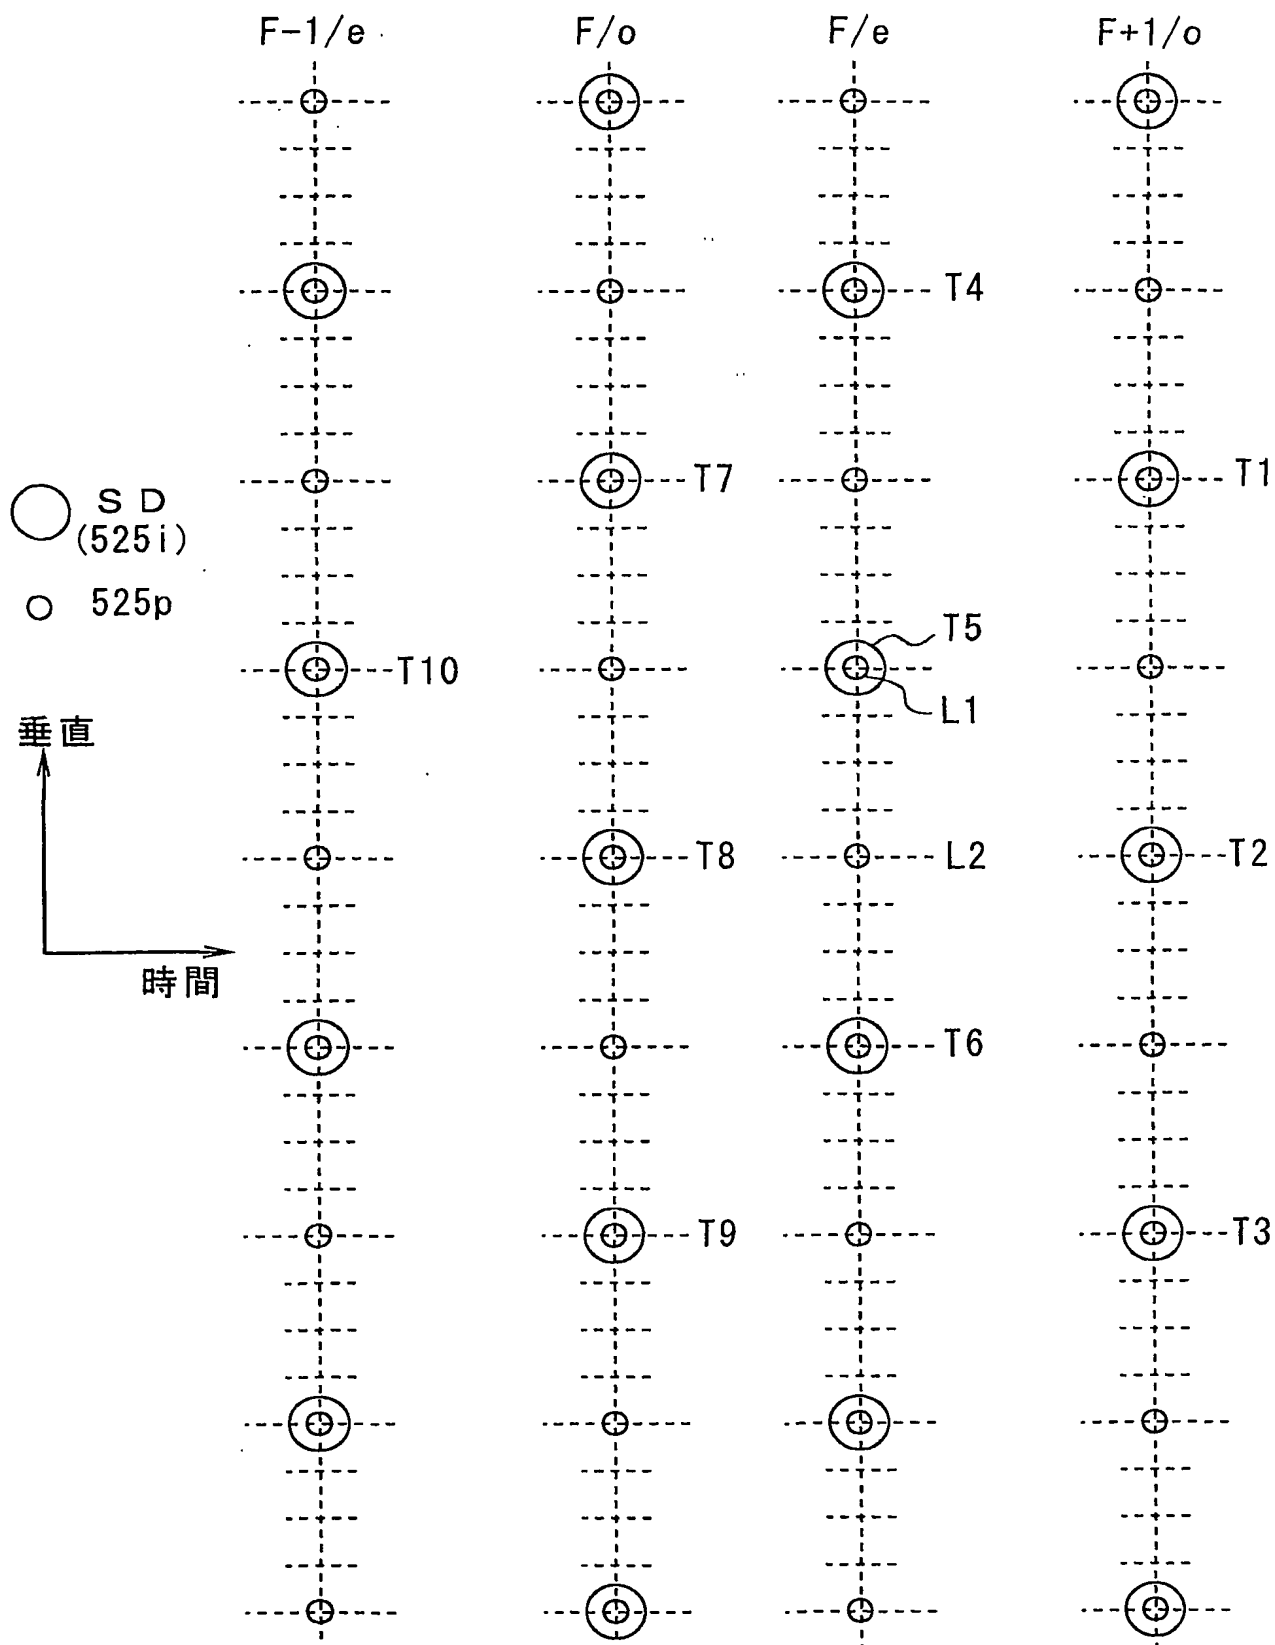 F-1/e
F/o
F/e
F+1/o
T4
T7
T1
SD
(525i)
525p
T5
T10
L1
垂直
T8
L2
T2
時間
T6
T9
T3